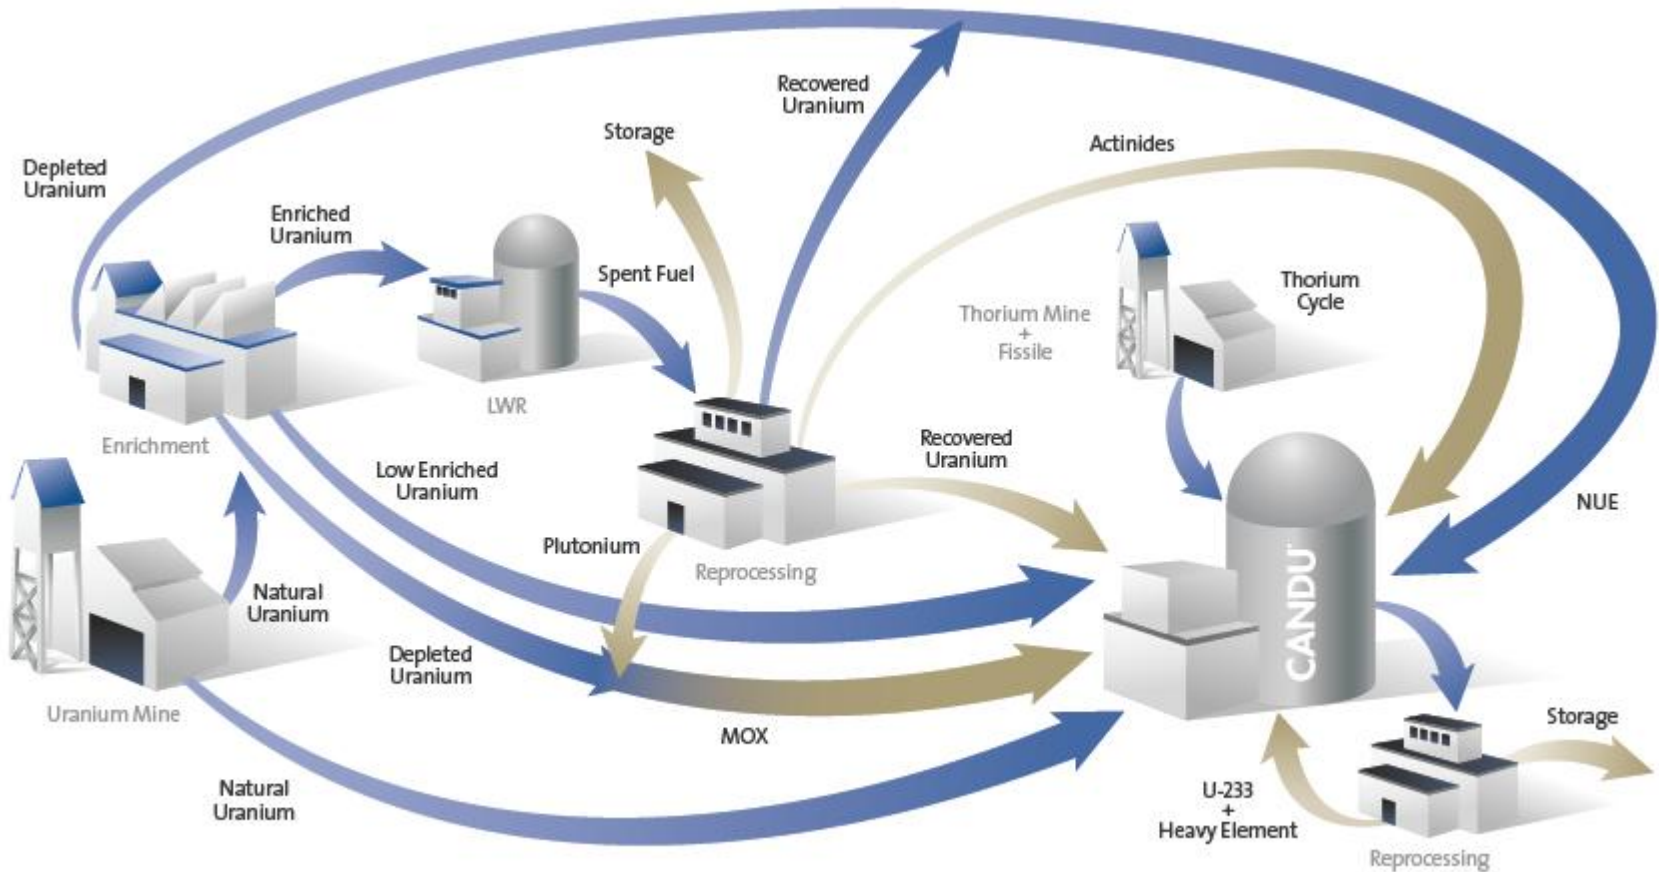 Recovered
Uranium
Storage
Actinides
Depleted
Uranium
Enriched
Uranium
Spent Fuel
Thorium
Cycle
Thorium Mine
+
Fissile
LWR
Enrichment
Recovered
Uranium
Low Enriched
Uranium
NUE
Plutonium
Reprocessing
CANDU
Natural
Uranium
Depleted
Uranium
Uranium Mine
MOX
Storage
Natural
Uranium
U-233
+
Heavy Element
Reprocessing